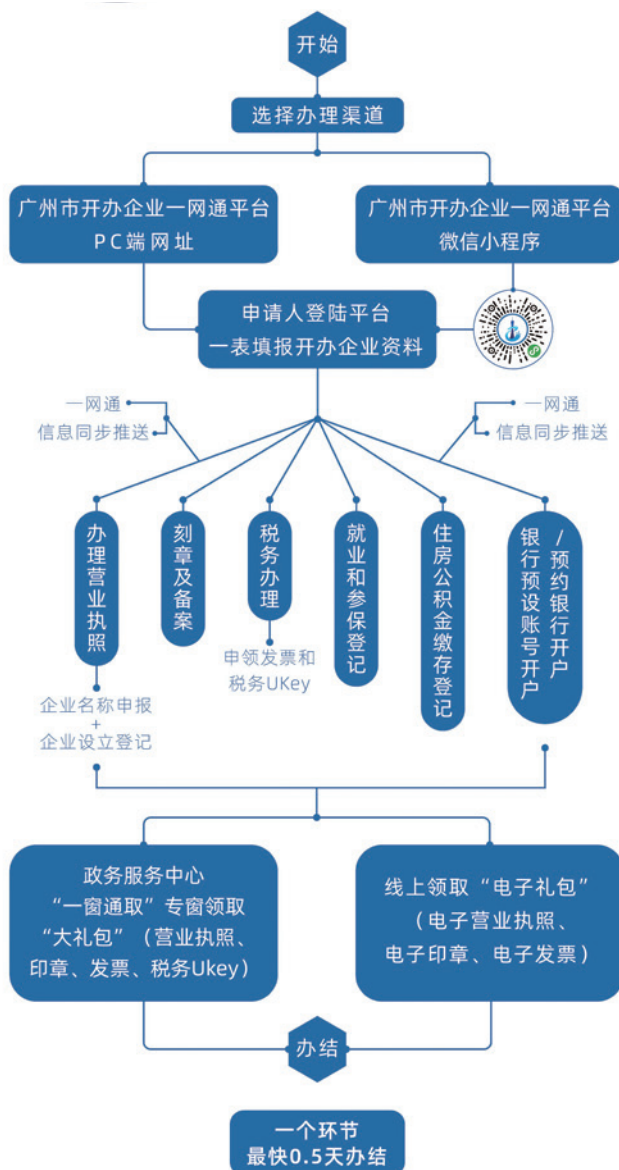 开始
选择办理渠道
广州市开办企业一网通平台
PC端网址
广州市开办企业一网通平台
微信小程序
申请人登陆平台
一表填报开办企业资料
一网通
信息同步推送
一网通
信息同步推送
办理营业执照
刻章及备案
税务办理
就业和参保登记
住房公积金缴存登记
/预约银行开户
银行预设账号开户
申领发票和
税务UKey
企业名称申报
+
企业设立登记
政务服务中心
“一窗通取”专窗领取
“大礼包”（营业执照、
印章、发票、税务Ukey）
线上领取“电子礼包”
（电子营业执照、
电子印章、电子发票）
办结
一个环节
最快0.5天办结